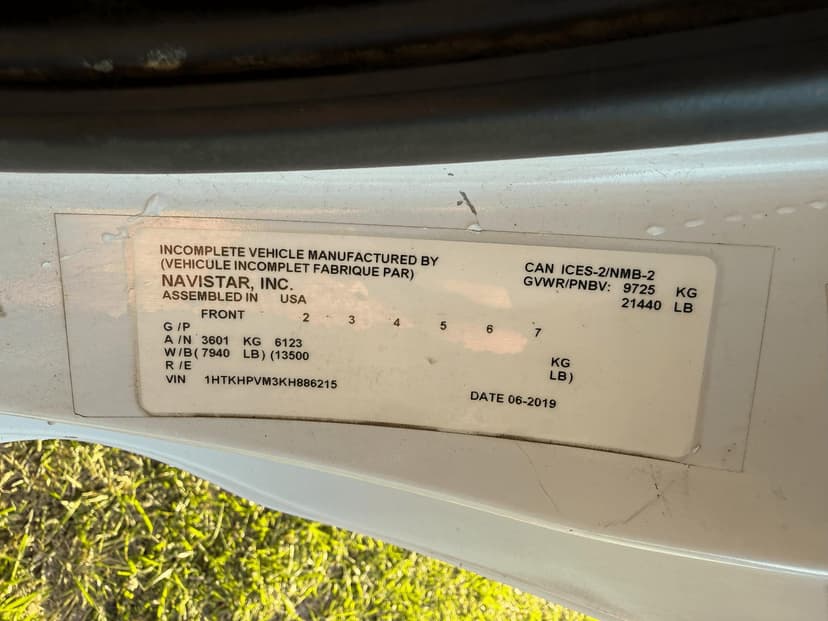 INCOMPLETE VEHICLE MANUFACTURED BY
(VEHICULE INCOMPLET FABRIQUE PAR)
NAVISTAR, INC.
ASSEMBLED IN USA
CAN ICES-2/NMB-2
GVWR/PNBV: 9725 KG
21440 LB
FRONT 2 3 4 5 6 7
G/P
A/N 3601 KG 6123 KG
W/B( 7940 LB) (13500 LB)
R/E
VIN 1HTKHPVM3KH886215
DATE 06-2019